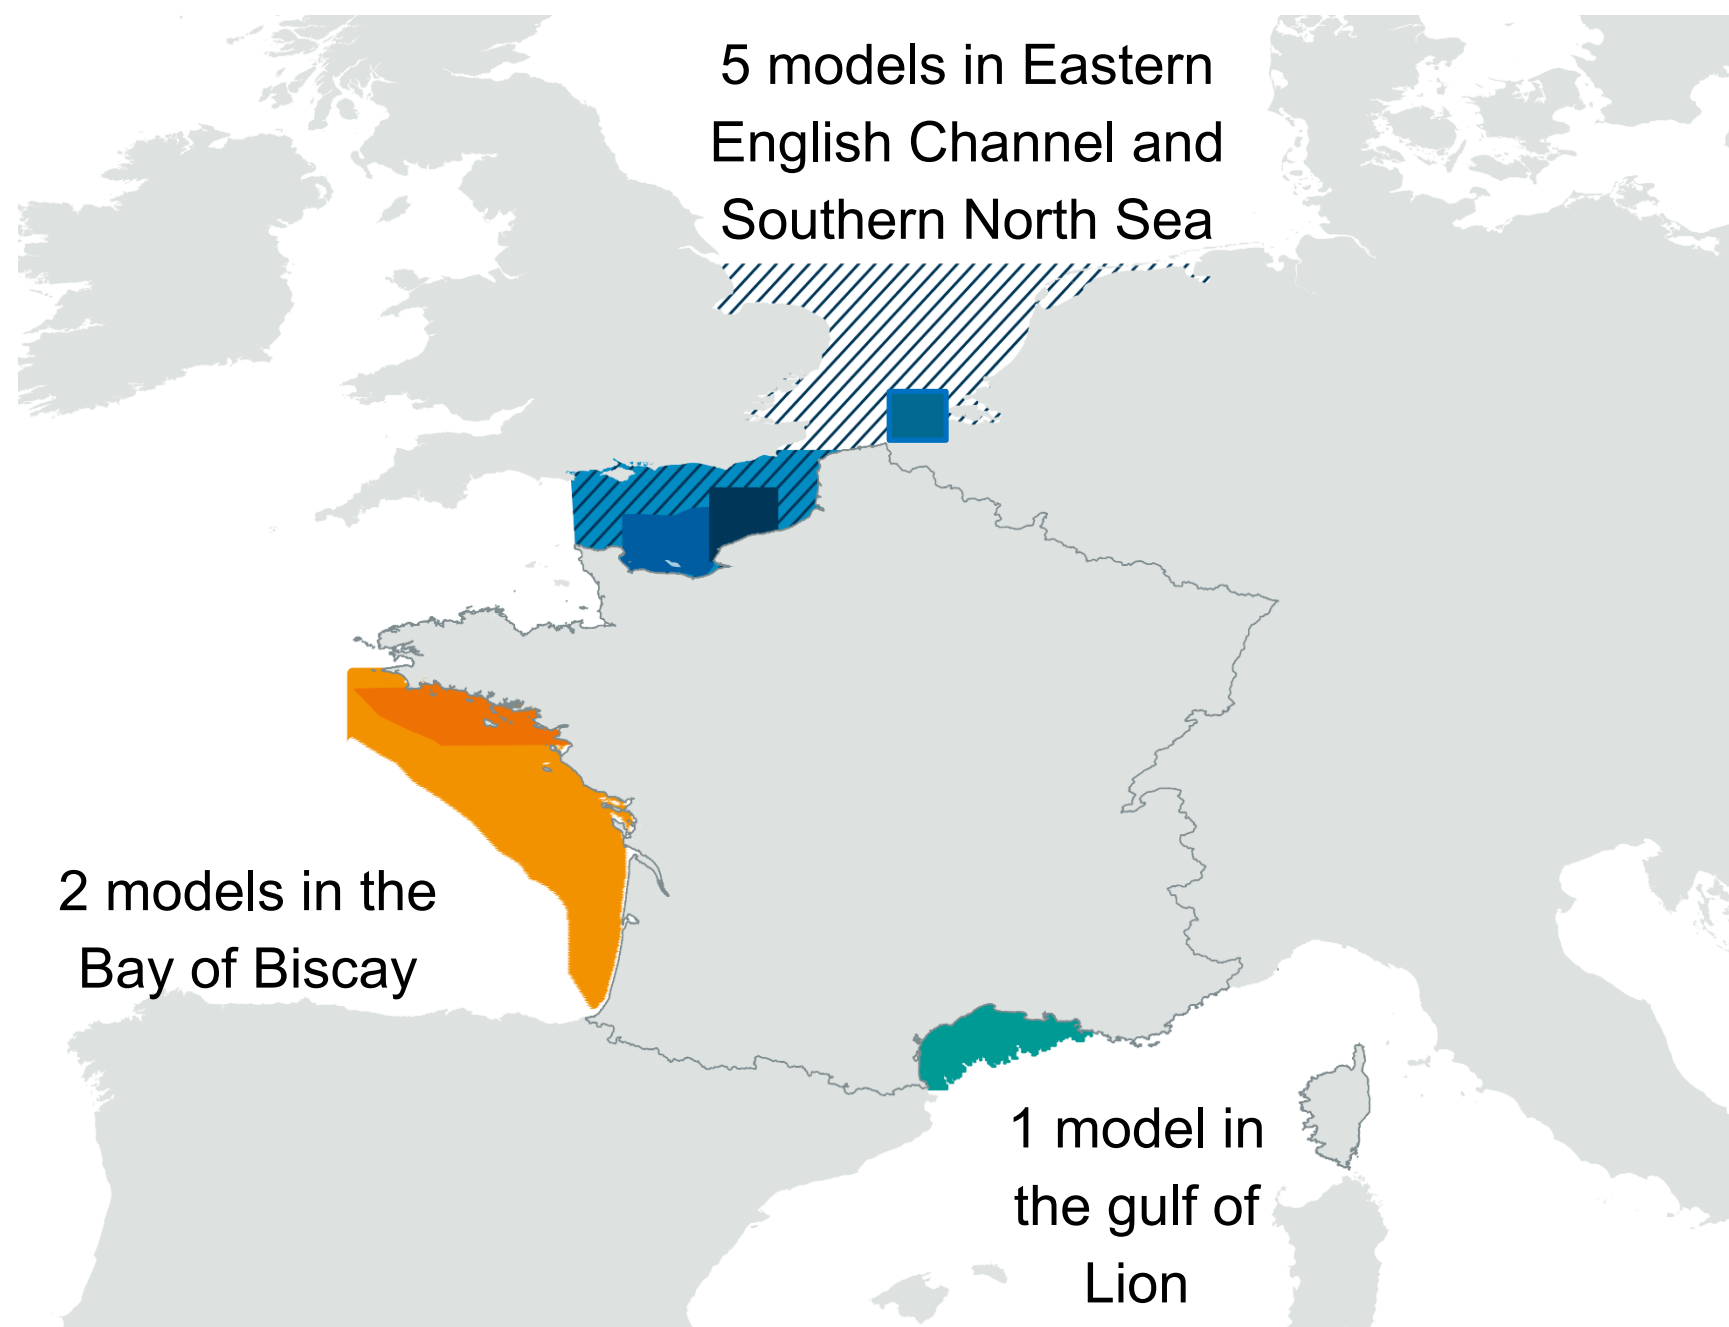 5 models in Eastern
English Channel and
Southern North Sea
2 models in the
Bay of Biscay
1 model in
the gulf of
Lion